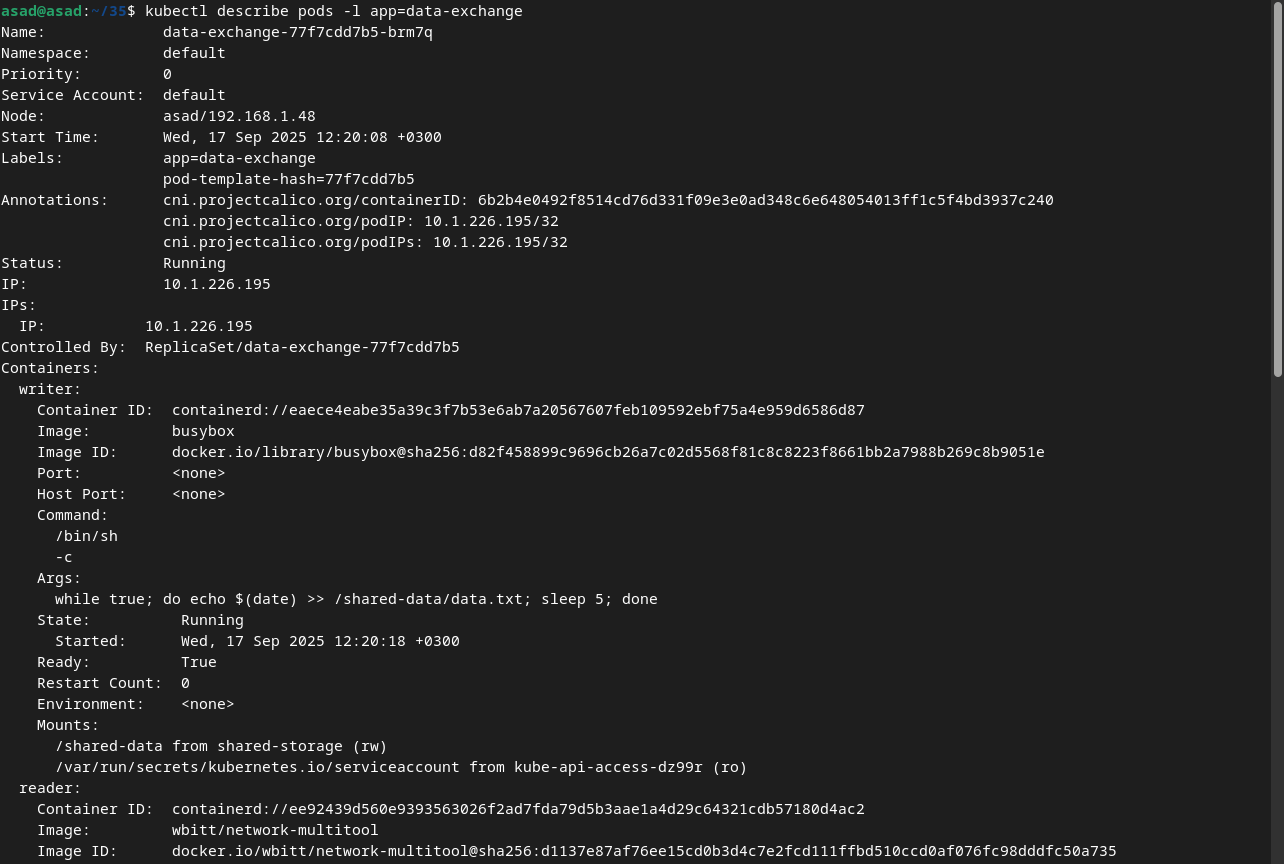 asad@asad:~/35$ kubectl describe pods -l app=data-exchange
Name:             data-exchange-77f7cdd7b5-brm7q
Namespace:        default
Priority:         0
Service Account:  default
Node:             asad/192.168.1.48
Start Time:       Wed, 17 Sep 2025 12:20:08 +0300
Labels:           app=data-exchange
                  pod-template-hash=77f7cdd7b5
Annotations:      cni.projectcalico.org/containerID: 6b2b4e0492f8514cd76d331f09e3e0ad348c6e648054013ff1c5f4bd3937c240
                  cni.projectcalico.org/podIP: 10.1.226.195/32
                  cni.projectcalico.org/podIPs: 10.1.226.195/32
Status:           Running
IP:               10.1.226.195
IPs:
  IP:           10.1.226.195
Controlled By:  ReplicaSet/data-exchange-77f7cdd7b5
Containers:
  writer:
    Container ID:  containerd://eaece4eabe35a39c3f7b53e6ab7a20567607feb109592ebf75a4e959d6586d87
    Image:         busybox
    Image ID:      docker.io/library/busybox@sha256:d82f458899c9696cb26a7c02d5568f81c8c8223f8661bb2a7988b269c8b9051e
    Port:          <none>
    Host Port:     <none>
    Command:
      /bin/sh
      -c
    Args:
      while true; do echo $(date) >> /shared-data/data.txt; sleep 5; done
    State:          Running
      Started:      Wed, 17 Sep 2025 12:20:18 +0300
    Ready:          True
    Restart Count:  0
    Environment:    <none>
    Mounts:
      /shared-data from shared-storage (rw)
      /var/run/secrets/kubernetes.io/serviceaccount from kube-api-access-dz99r (ro)
  reader:
    Container ID:  containerd://ee92439d560e9393563026f2ad7fda79d5b3aae1a4d29c64321cdb57180d4ac2
    Image:         wbitt/network-multitool
    Image ID:      docker.io/wbitt/network-multitool@sha256:d1137e87af76ee15cd0b3d4c7e2fcd111ffbd510ccd0af076fc98dddfc50a735